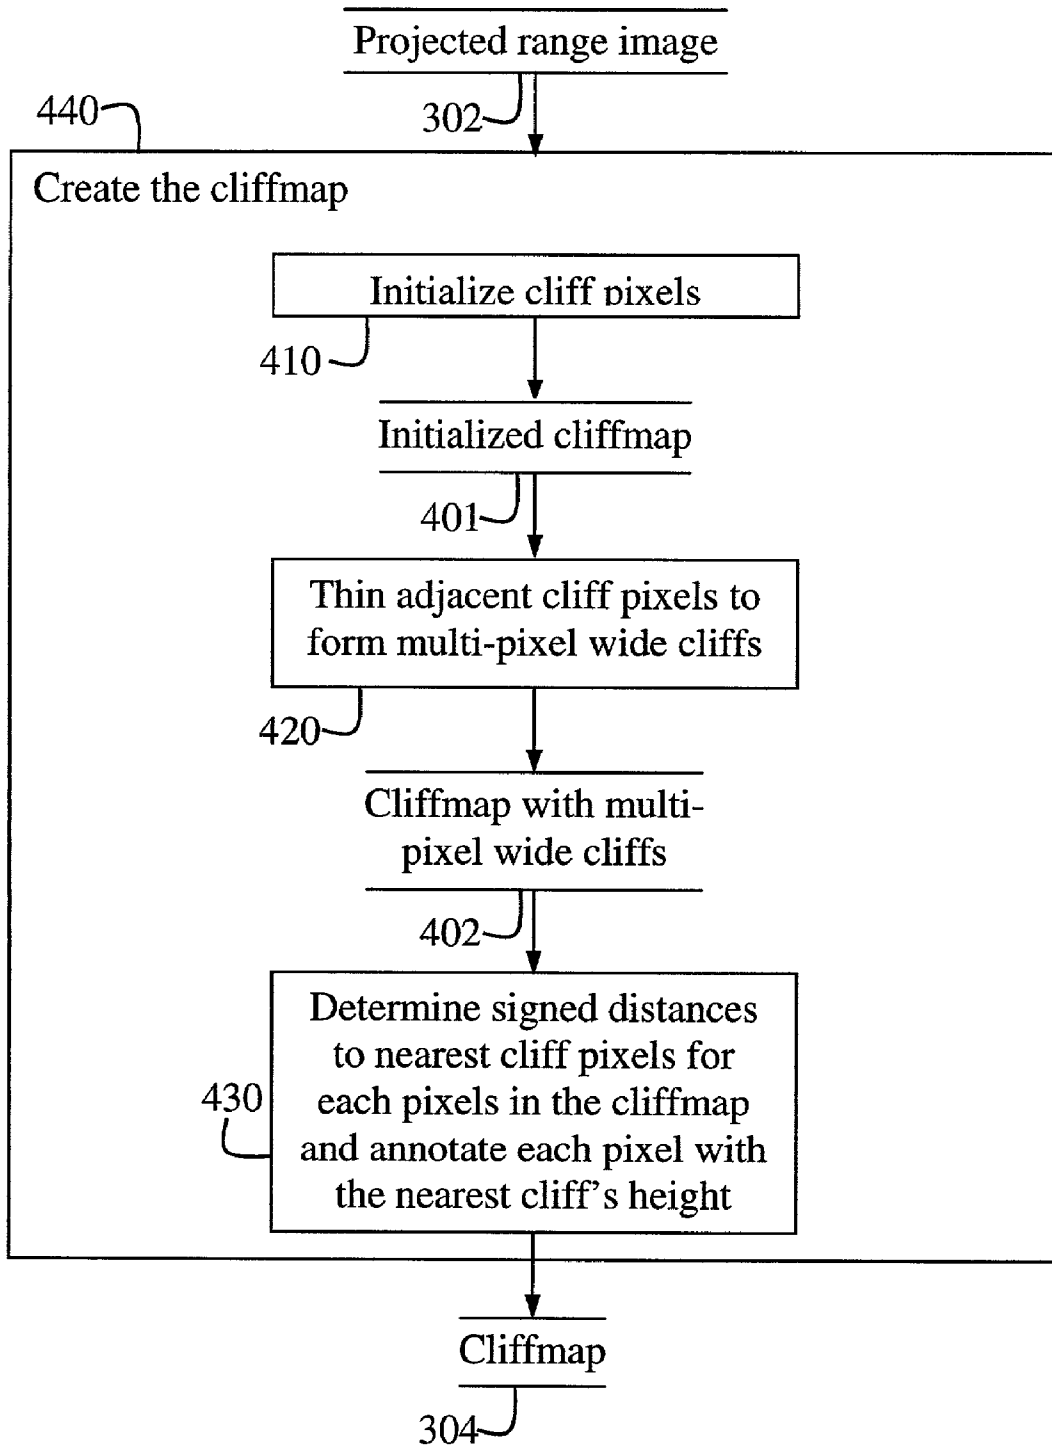 Projected range image
302
440
Create the cliffmap
Initialize cliff pixels
410
Initialized cliffmap
401
Thin adjacent cliff pixels to
form multi-pixel wide cliffs
420
Cliffmap with multi-
pixel wide cliffs
402
Determine signed distances
to nearest cliff pixels for
each pixels in the cliffmap
and annotate each pixel with
the nearest cliff's height
430
Cliffmap
304